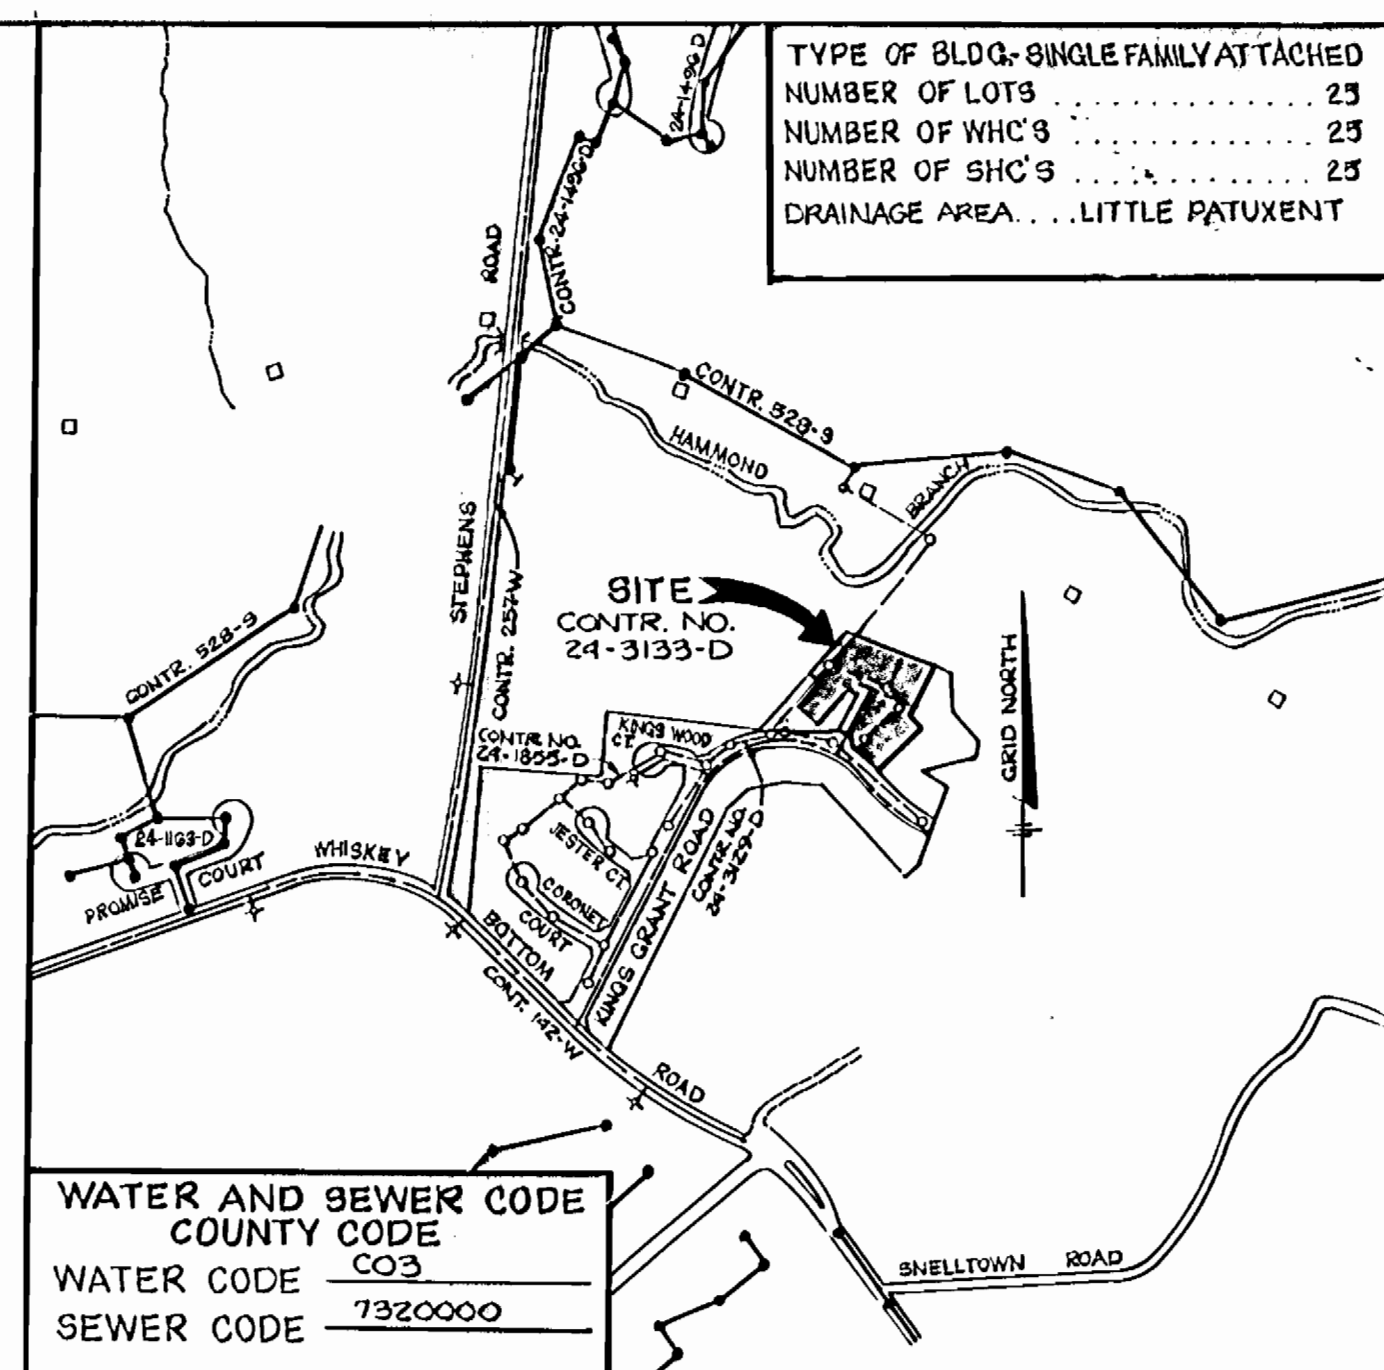 TYPE OF BLDG.-SINGLE FAMILY ATTACHED
NUMBER OF LOTS .............. 25
NUMBER OF WHC'S ............. 25
NUMBER OF SHC'S ............. 25
DRAINAGE AREA.....LITTLE PATUXENT
24-1496 D
CONTR. 24-1496-D
STEPHENS ROAD
CONTR. 528-S
HAMMOND BRANCH
CONTR. 257-W
SITE
CONTR. NO.
24-3133-D
GRID NORTH
CONTR. 528-S
CONTR. NO.
24-1855-D
KINGS WOOD
CT.
24-1163-D
PROMISE COURT
WHISKEY BOTTOM ROAD
JESTER CT.
CORONET
COURT
KINGS GRANT ROAD
CONTR. NO.
24-3129-D
CONT. 142-W
SNELLTOWN ROAD
WATER AND SEWER CODE
COUNTY CODE
WATER CODE CO3
SEWER CODE 7320000